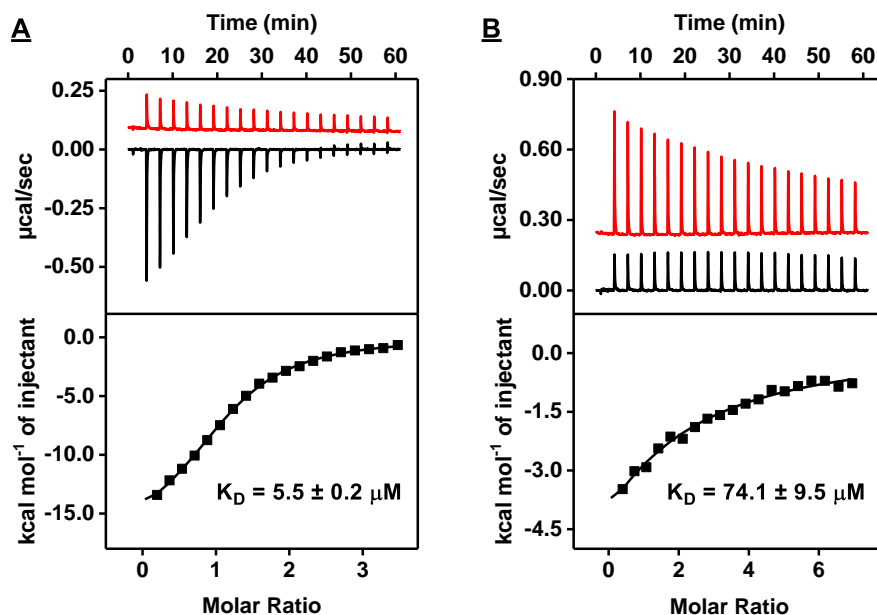 A
Time (min)
0 10 20 30 40 50 60
0.25
0.00
-0.25
-0.50
µcal/sec
0.0
-5.0
-10.0
-15.0
kcal mol⁻¹ of injectant
K_D = 5.5 ± 0.2 µM
0 1 2 3
Molar Ratio
B
Time (min)
0 10 20 30 40 50 60
0.90
0.60
0.30
0.00
µcal/sec
0.0
-1.5
-3.0
-4.5
kcal mol⁻¹ of injectant
K_D = 74.1 ± 9.5 µM
0 2 4 6
Molar Ratio